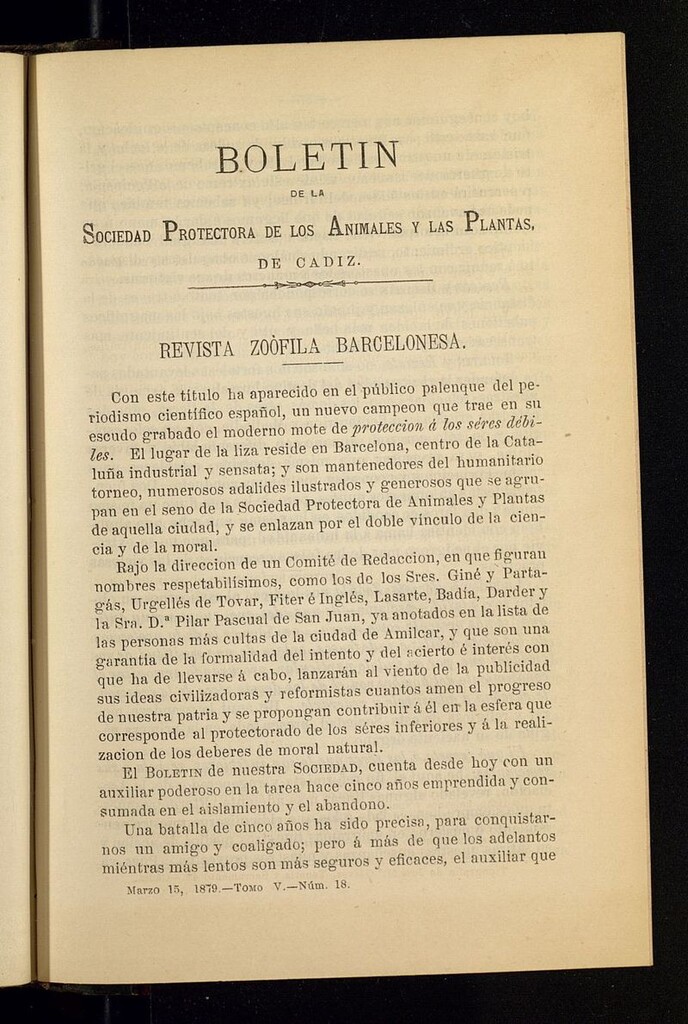 BOLETIN
DE LA
SOCIEDAD PROTECTORA DE LOS ANIMALES Y LAS PLANTAS,
DE CADIZ.
REVISTA ZOÒFILA BARCELONESA.
Con este título ha aparecido en el público palenque del pe-
riodismo científico español, un nuevo campeon que trae en su
escudo grabado el moderno mote de proteccion á los séres débi-
les. El lugar de la liza reside en Barcelona, centro de la Cata-
luña industrial y sensata; y son mantenedores del humanitario
torneo, numerosos adalides ilustrados y generosos que se agru-
pan en el seno de la Sociedad Protectora de Animales y Plantas
de aquella ciudad, y se enlazan por el doble vínculo de la cien-
cia y de la moral.
Rajo la direccion de un Comité de Redaccion, en que figuran
nombres respetabilísimos, como los de los Sres. Giné y Parta-
gás, Urgellés de Tovar, Fiter é Inglés, Lasarte, Badía, Darder y
la Sra. D.ª Pilar Pascual de San Juan, ya anotados en la lista de
las personas más cultas de la ciudad de Amilcar, y que son una
garantía de la formalidad del intento y del acierto é interés con
que ha de llevarse á cabo, lanzarán al viento de la publicidad
sus ideas civilizadoras y reformistas cuantos amen el progreso
de nuestra patria y se propongan contribuir á él en la esfera que
corresponde al protectorado de los séres inferiores y á la reali-
zacion de los deberes de moral natural.
El BOLETIN de nuestra SOCIEDAD, cuenta desde hoy con un
auxiliar poderoso en la tarea hace cinco años emprendida y con-
sumada en el aislamiento y el abandono.
Una batalla de cinco años ha sido precisa, para conquistar-
nos un amigo y coaligado; pero á más de que los adelantos
miéntras más lentos son más seguros y eficaces, el auxiliar que
Marzo 15, 1879.—TOMO V.—Núm. 18.